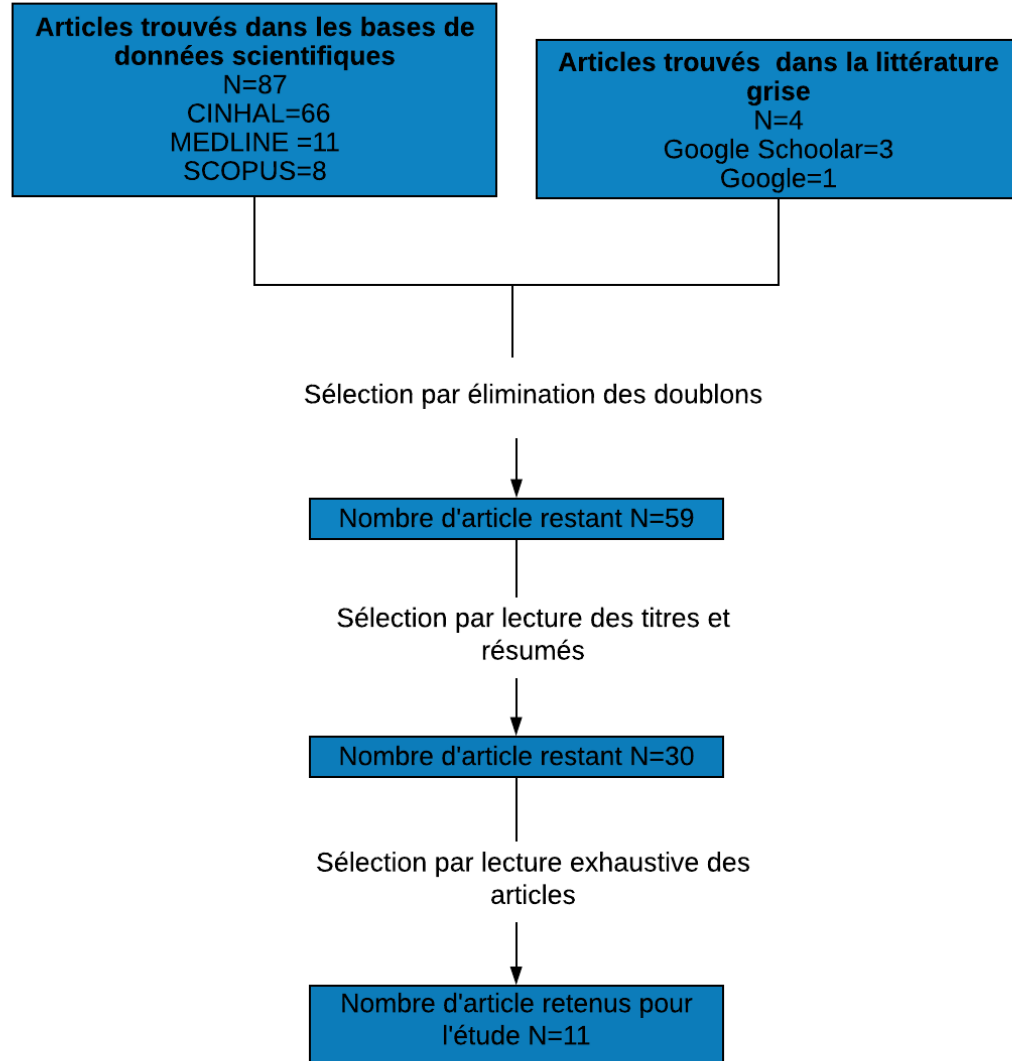 Articles trouvés dans les bases de
données scientifiques
N=87
CINHAL=66
MEDLINE =11
SCOPUS=8
Articles trouvés  dans la littérature
grise
N=4
Google Schoolar=3
Google=1
Sélection par élimination des doublons
Nombre d'article restant N=59
Sélection par lecture des titres et
résumés
Nombre d'article restant N=30
Sélection par lecture exhaustive des
articles
Nombre d'article retenus pour
l'étude N=11